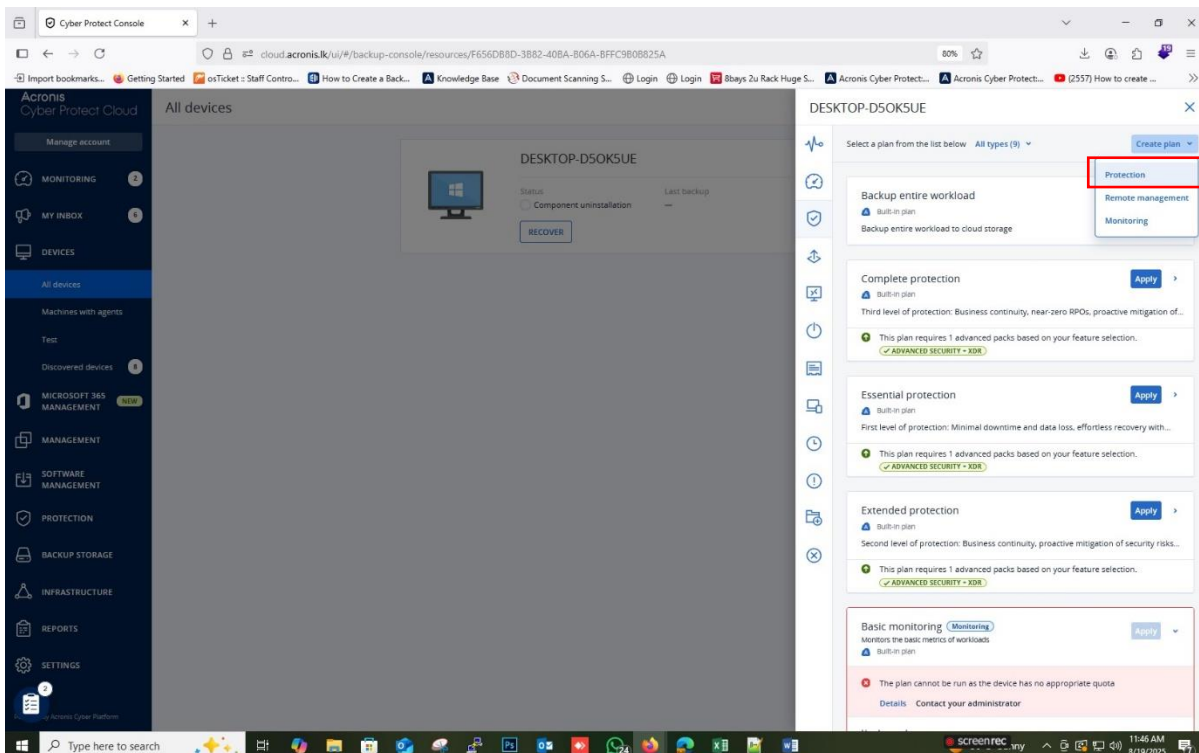 Cyber Protect Console
cloud.acronis.lk/ui/#/backup-console/resources/F656DB8D-3882-40BA-B06A-BFFC9B0B825A
80%
19
Import bookmarks...
Getting Started
osTicket :: Staff Contro...
How to Create a Back...
Knowledge Base
Document Scanning S...
Login
Login
8bays 2u Rack Huge S...
Acronis Cyber Protect:...
Acronis Cyber Protect:...
(2557) How to create ...
Acronis
Cyber Protect Cloud
Manage account
MONITORING
2
MY INBOX
6
DEVICES
All devices
Machines with agents
Test
Discovered devices
8
MICROSOFT 365
MANAGEMENT
NEW
MANAGEMENT
SOFTWARE
MANAGEMENT
PROTECTION
BACKUP STORAGE
INFRASTRUCTURE
REPORTS
SETTINGS
2
by Acronis Cyber Platform
All devices
DESKTOP-D5OK5UE
Status
Last backup
Component uninstallation
—
RECOVER
DESKTOP-D5OK5UE
Select a plan from the list below
All types (9)
Create plan
Protection
Remote management
Monitoring
Backup entire workload
Built-in plan
Backup entire workload to cloud storage
Complete protection
Apply
Built-in plan
Third level of protection: Business continuity, near-zero RPOs, proactive mitigation of...
This plan requires 1 advanced packs based on your feature selection.
ADVANCED SECURITY + XDR
Essential protection
Apply
Built-in plan
First level of protection: Minimal downtime and data loss, effortless recovery with...
This plan requires 1 advanced packs based on your feature selection.
ADVANCED SECURITY + XDR
Extended protection
Apply
Built-in plan
Second level of protection: Business continuity, proactive mitigation of security risks...
This plan requires 1 advanced packs based on your feature selection.
ADVANCED SECURITY + XDR
Basic monitoring
Monitoring
Apply
Monitors the basic metrics of workloads
Built-in plan
The plan cannot be run as the device has no appropriate quota
Details
Contact your administrator
Type here to search
Ps
24
screenrec
nny
11:46 AM